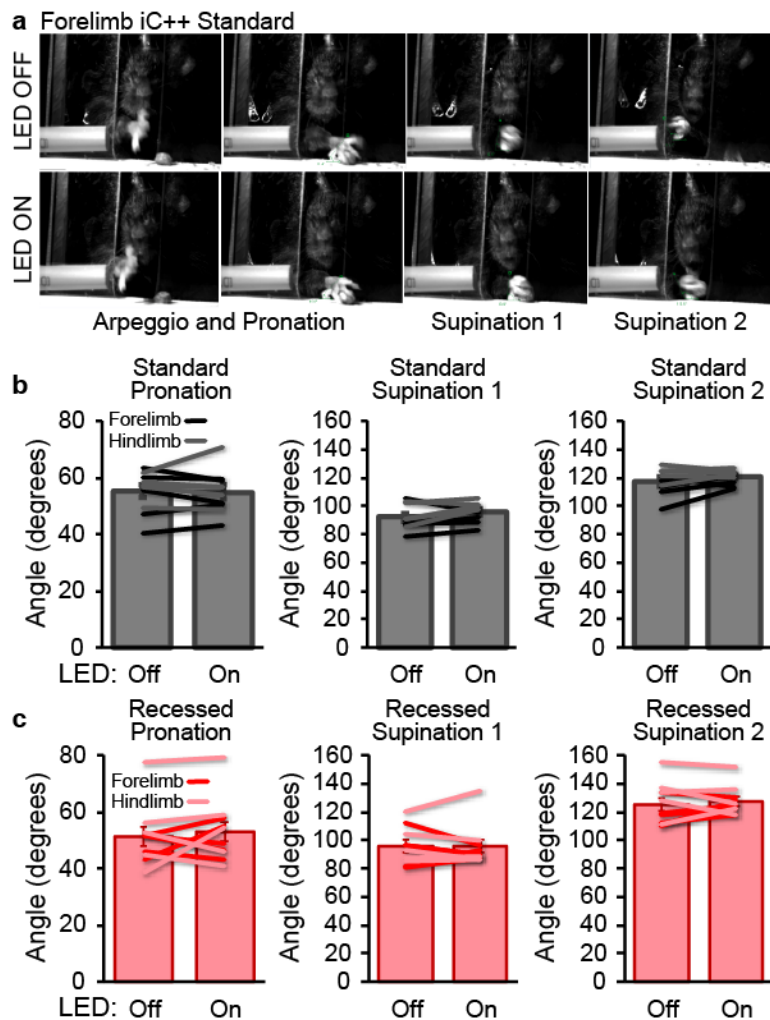 a Forelimb iC++ Standard
LED OFF
LED ON
Arpeggio and Pronation
Supination 1
Supination 2
b
Standard
Pronation
Standard
Supination 1
Standard
Supination 2
Forelimb
Hindlimb
Angle (degrees)
80
60
40
20
0
Angle (degrees)
160
140
120
100
80
60
40
20
0
Angle (degrees)
160
140
120
100
80
60
40
20
0
LED: Off On
Off On
Off On
c
Recessed
Pronation
Recessed
Supination 1
Recessed
Supination 2
Forelimb
Hindlimb
Angle (degrees)
80
60
40
20
0
Angle (degrees)
160
140
120
100
80
60
40
20
0
Angle (degrees)
160
140
120
100
80
60
40
20
0
LED: Off On
Off On
Off On